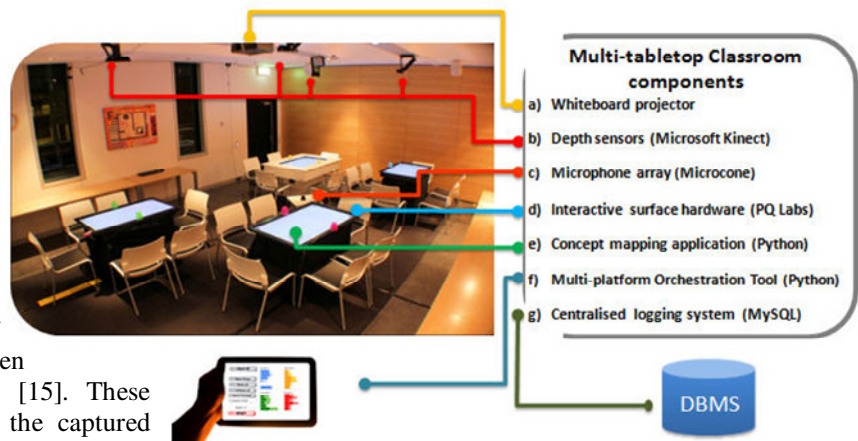 Multi-tabletop Classroom
components
a) Whiteboard projector
b) Depth sensors (Microsoft Kinect)
c) Microphone array (Microcone)
d) Interactive surface hardware (PQ Labs)
e) Concept mapping application (Python)
f) Multi-platform Orchestration Tool (Python)
g) Centralised logging system (MySQL)
DBMS
en
[15]. These
the captured